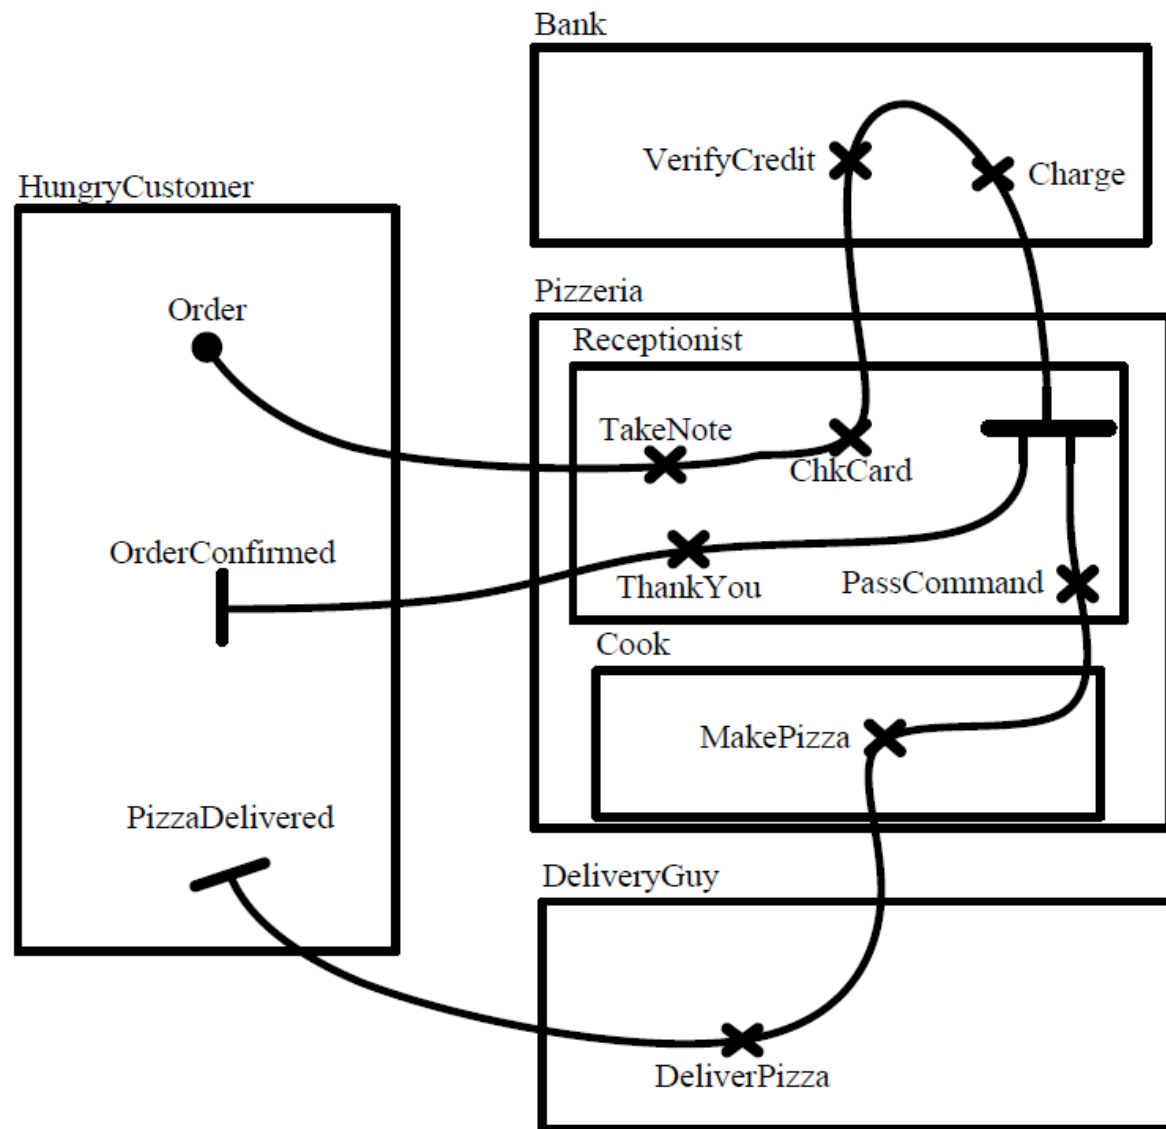 Bank
VerifyCredit
Charge
HungryCustomer
Order
Pizzeria
Receptionist
TakeNote
ChkCard
OrderConfirmed
ThankYou
PassCommand
Cook
MakePizza
PizzaDelivered
DeliveryGuy
DeliverPizza